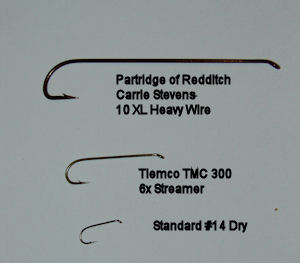 Partridge of Redditch
Carrie Stevens
10 XL Heavy Wire
Tiemco TMC 300
6x Streamer
Standard #14 Dry